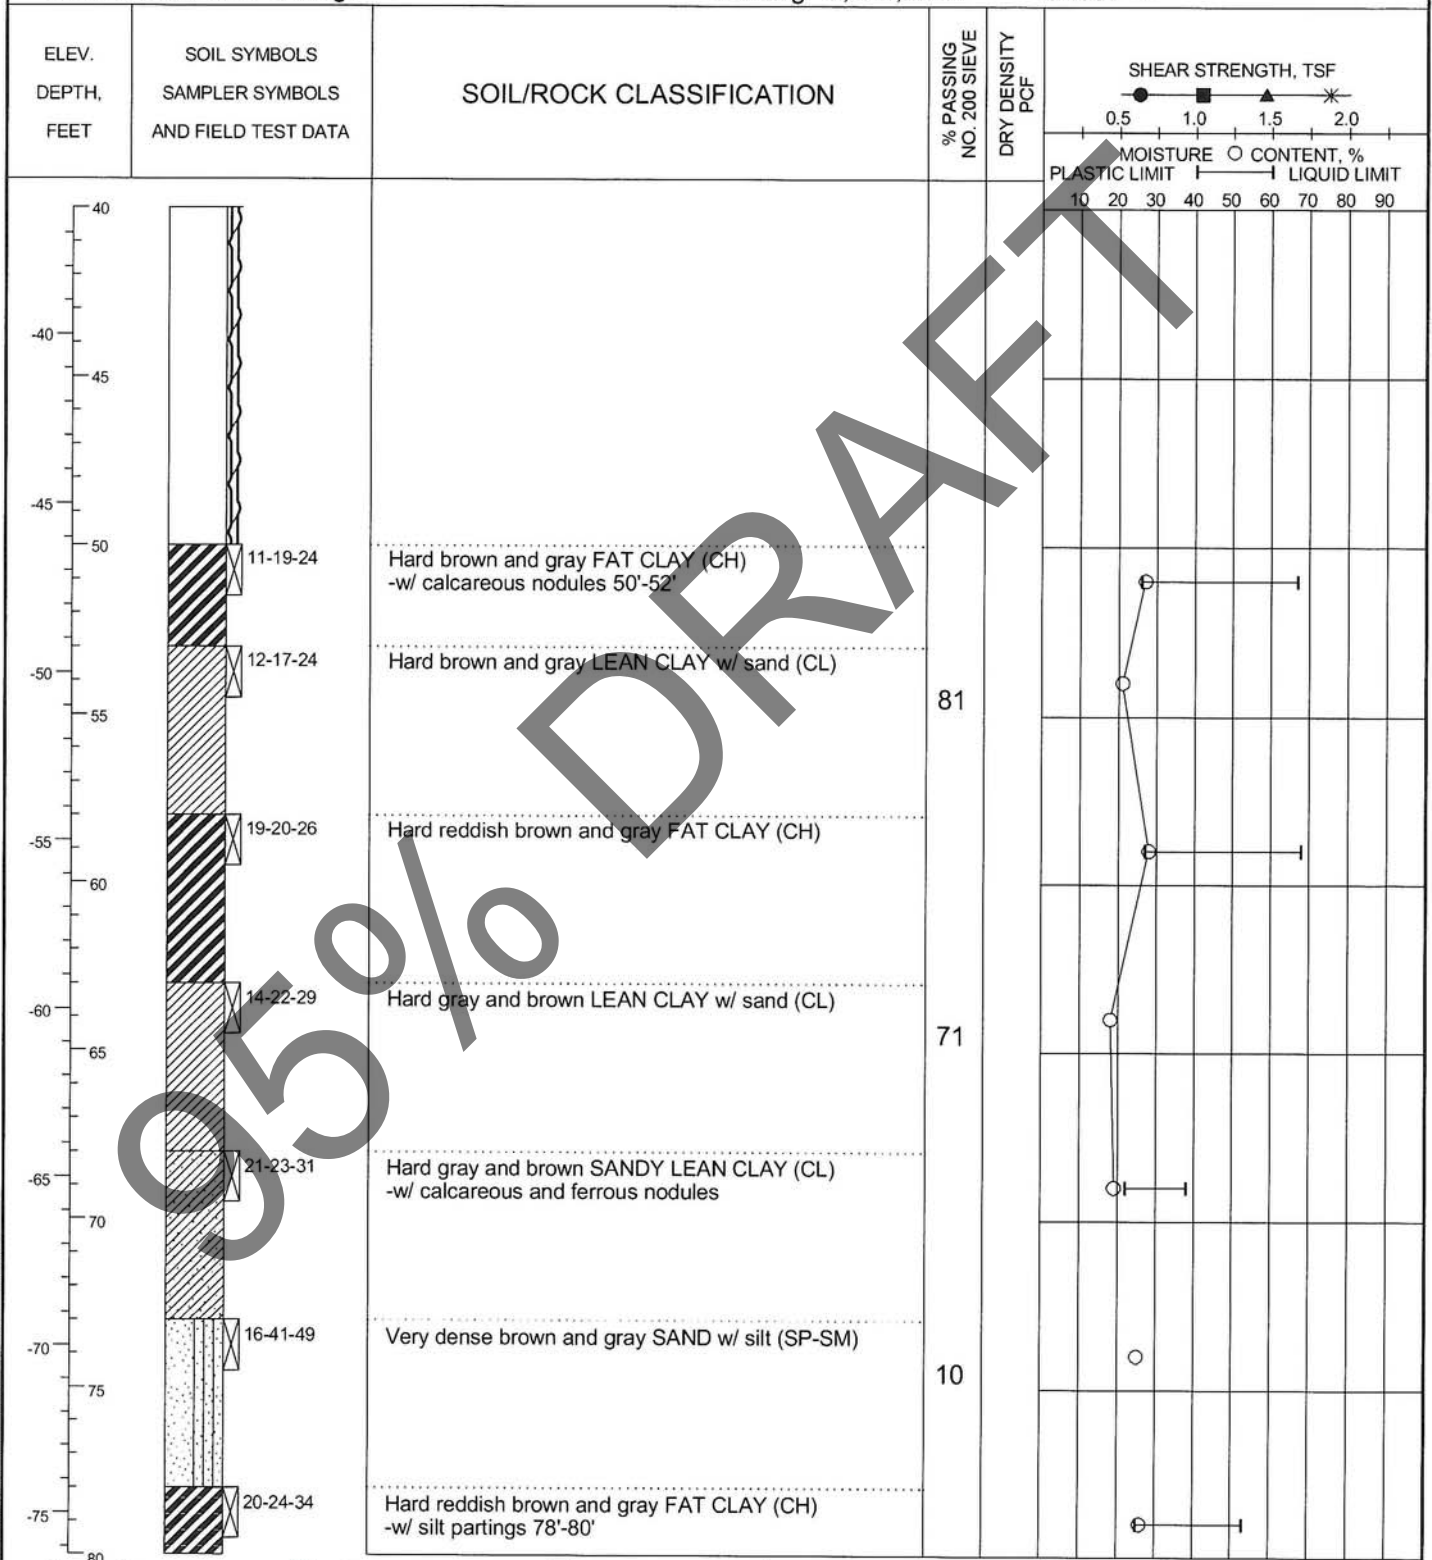 ELEV.
DEPTH,
FEET
SOIL SYMBOLS
SAMPLER SYMBOLS
AND FIELD TEST DATA
SOIL/ROCK CLASSIFICATION
% PASSING
NO. 200 SIEVE
DRY DENSITY
PCF
SHEAR STRENGTH, TSF
0.5 1.0 1.5 2.0
MOISTURE CONTENT, %
PLASTIC LIMIT LIQUID LIMIT
10 20 30 40 50 60 70 80 90
40
-40
45
-45
50
11-19-24
Hard brown and gray FAT CLAY (CH)
-w/ calcareous nodules 50'-52'
12-17-24
Hard brown and gray LEAN CLAY w/ sand (CL)
-50
81
55
19-20-26
Hard reddish brown and gray FAT CLAY (CH)
-55
60
14-22-29
Hard gray and brown LEAN CLAY w/ sand (CL)
-60
71
65
21-23-31
Hard gray and brown SANDY LEAN CLAY (CL)
-w/ calcareous and ferrous nodules
-65
70
16-41-49
Very dense brown and gray SAND w/ silt (SP-SM)
-70
10
75
20-24-34
Hard reddish brown and gray FAT CLAY (CH)
-w/ silt partings 78'-80'
-75
80
95% DRAFT